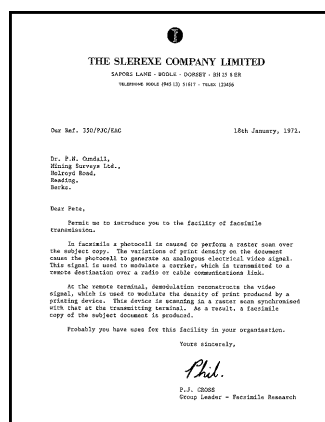 THE SLEREXE COMPANY LIMITED
SAPORS LANE - BOOLE - DORSET - BH 25 8 ER
TELEPHONE BOOLE (945 13) 51617 - TELEX 123456
Our Ref. 350/PJC/EAC
18th January, 1972.
Dr. P.N. Cundall,
Mining Surveys Ltd.,
Holroyd Road,
Reading,
Berks.
Dear Pete,
Permit me to introduce you to the facility of facsimile
transmission.
In facsimile a photocell is caused to perform a raster scan over
the subject copy. The variations of print density on the document
cause the photocell to generate an analogous electrical video signal.
This signal is used to modulate a carrier, which is transmitted to a
remote destination over a radio or cable communications link.
At the remote terminal, demodulation reconstructs the video
signal, which is used to modulate the density of print produced by a
printing device. This device is scanning in a raster scan synchronised
with that at the transmitting terminal. As a result, a facsimile
copy of the subject document is produced.
Probably you have uses for this facility in your organisation.
Yours sincerely,
Phil.
P.J. CROSS
Group Leader - Facsimile Research